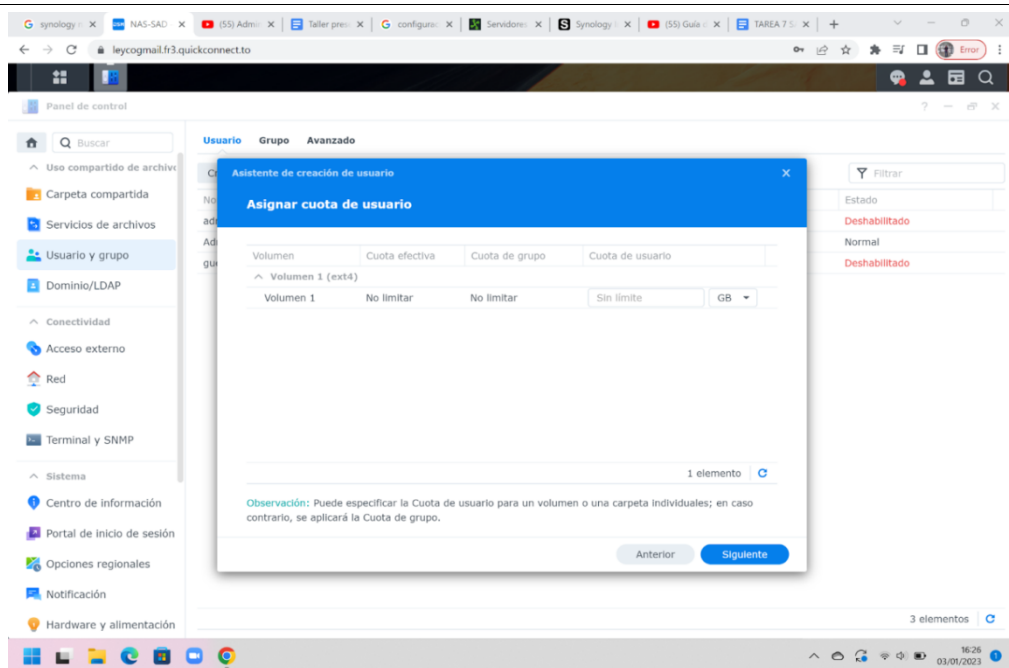 synology
NAS-SAD
(55) Admi
Taller pre
configura
Servidore
Synology
(55) Guía
TAREA 7 S
leycogmail.fr3.quickconnect.to
Error
Panel de control
Buscar
Usuario Grupo Avanzado
Uso compartido de archivo
Carpeta compartida
Servicios de archivos
Usuario y grupo
Dominio/LDAP
Conectividad
Acceso externo
Red
Seguridad
Terminal y SNMP
Sistema
Centro de información
Portal de inicio de sesión
Opciones regionales
Notificación
Hardware y alimentación
Filtrar
Estado
Deshabilitado
Normal
Deshabilitado
Asistente de creación de usuario
Asignar cuota de usuario
Volumen Cuota efectiva Cuota de grupo Cuota de usuario
Volumen 1 (ext4)
Volumen 1 No limitar No limitar Sin límite GB
1 elemento
Observación: Puede especificar la Cuota de usuario para un volumen o una carpeta individuales; en caso
contrario, se aplicará la Cuota de grupo.
Anterior Siguiente
3 elementos
16:26
03/01/2023
1